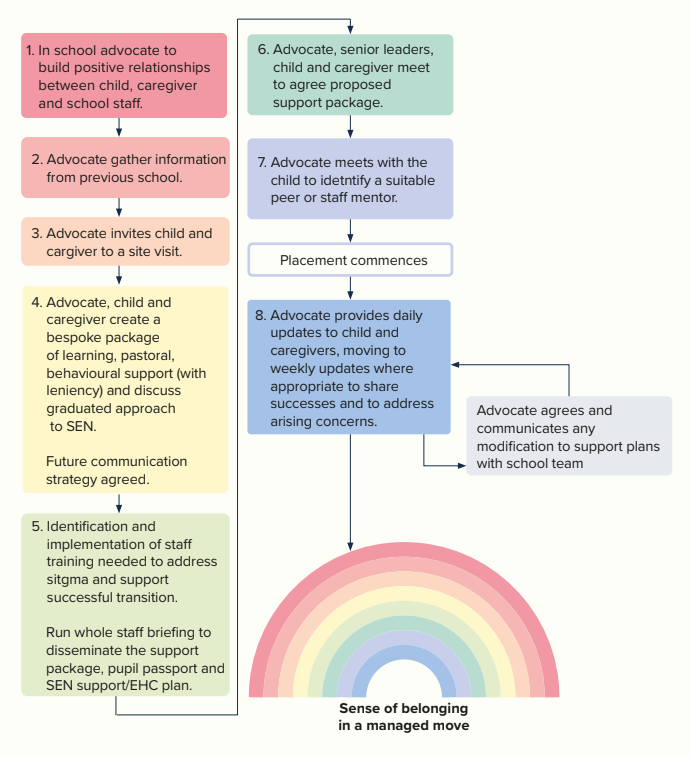 1. In school advocate to
build positive relationships
between child, caregiver
and school staff.
2. Advocate gather information
from previous school.
3. Advocate invites child and
cargiver to a site visit.
4. Advocate, child and
caregiver create a
bespoke package
of learning, pastoral,
behavioural support (with
leniency) and discuss
graduated approach
to SEN.
Future communication
strategy agreed.
5. Identification and
implementation of staff
training needed to address
sitgma and support
successful transition.
Run whole staff briefing to
disseminate the support
package, pupil passport and
SEN support/EHC plan.
6. Advocate, senior leaders,
child and caregiver meet
to agree proposed
support package.
7. Advocate meets with the
child to idetntify a suitable
peer or staff mentor.
Placement commences
8. Advocate provides daily
updates to child and
caregivers, moving to
weekly updates where
appropriate to share
successes and to address
arising concerns.
Advocate agrees and
communicates any
modification to support plans
with school team
Sense of belonging
in a managed move